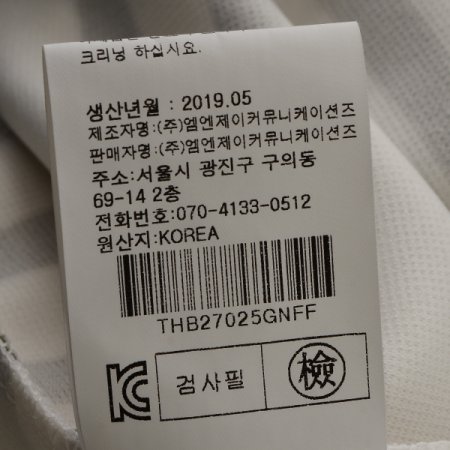 크리닝 하십시요.
생산년월 : 2019.05
제조자명:(주)엠엔제이커뮤니케이션즈
판매자명:(주)엠엔제이커뮤니케이션즈
주소:서울시 광진구 구의동
69-14 2층
전화번호:070-4133-0512
원산지:KOREA
THB27025GNFF
KC 검사필 檢